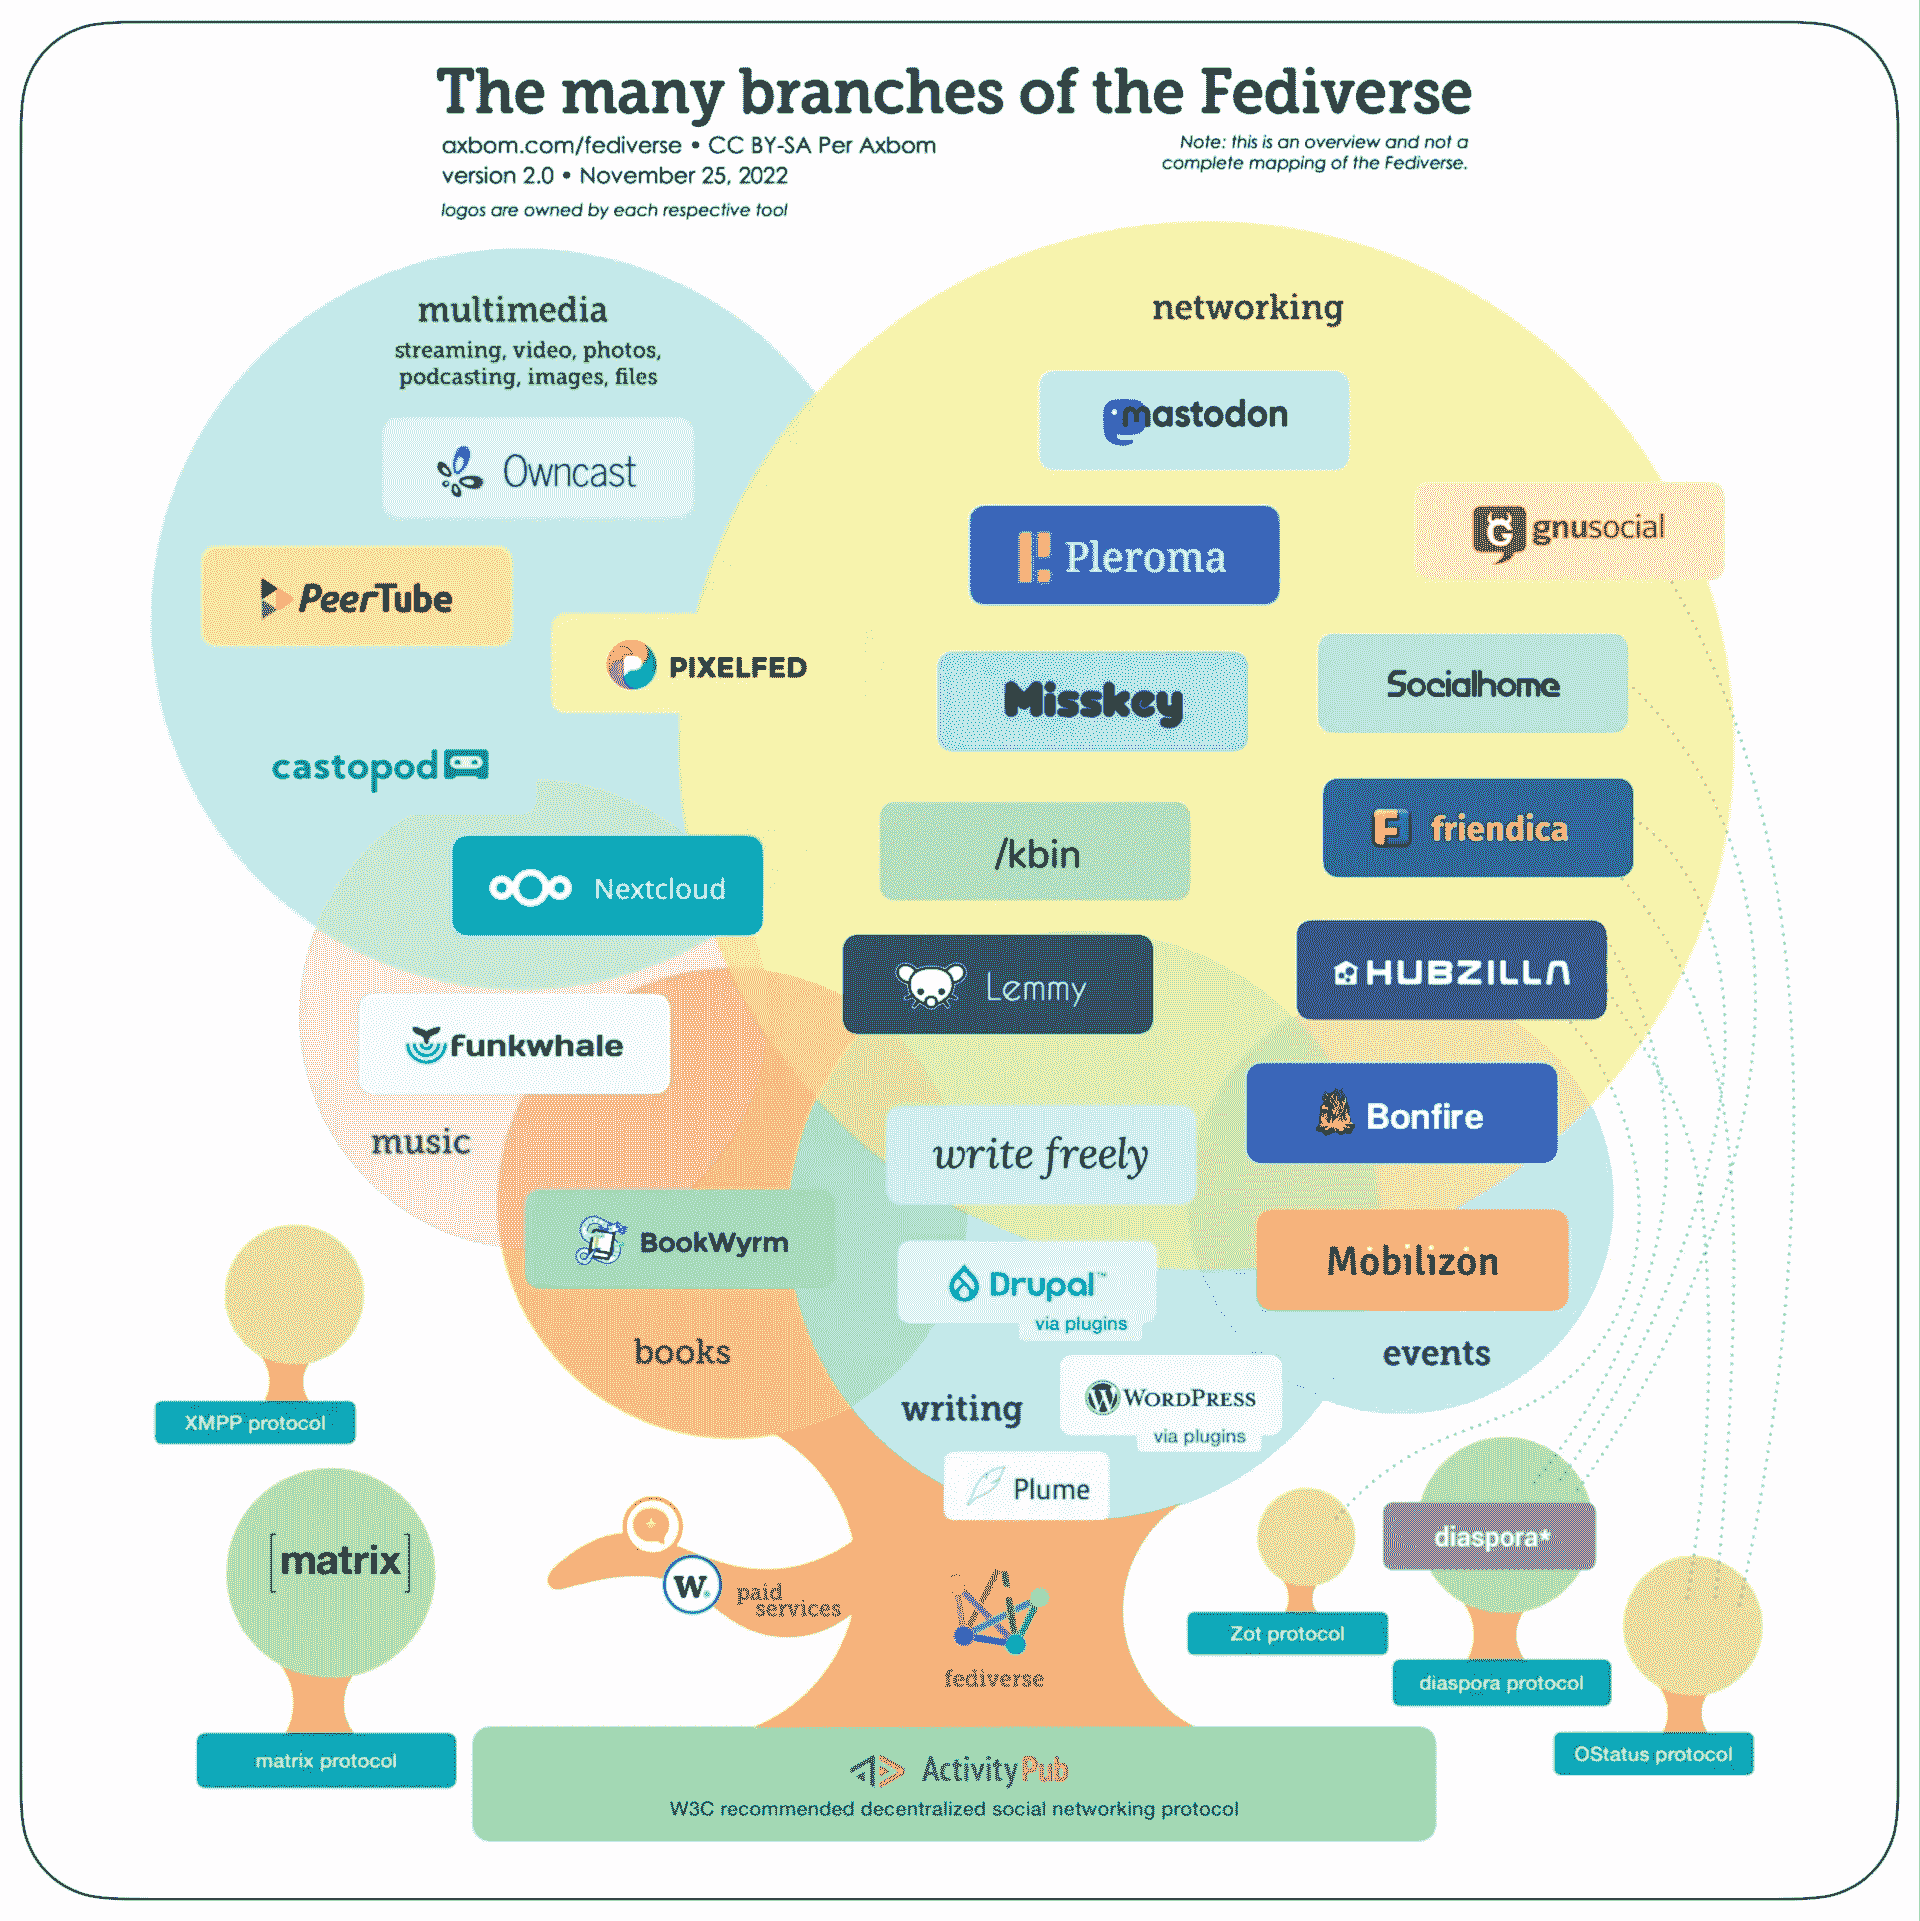 The many branches of the Fediverse
axbom.com/fediverse • CC BY-SA Per Axbom
version 2.0 • November 25, 2022
logos are owned by each respective tool
Note: this is an overview and not a
complete mapping of the Fediverse.
multimedia
streaming, video, photos,
podcasting, images, files
networking
mastodon
Owncast
Pleroma
gnusocial
PeerTube
PIXELFED
Misskey
Socialhome
castopod
/kbin
friendica
Nextcloud
Lemmy
HUBZILLA
funkwhale
music
write freely
Bonfire
BookWyrm
Drupal™
via plugins
Mobilizon
books
events
writing
WORDPRESS
via plugins
Plume
XMPP protocol
[matrix]
matrix protocol
W.
paid
services
fediverse
Zot protocol
diaspora*
diaspora protocol
OStatus protocol
ActivityPub
W3C recommended decentralized social networking protocol